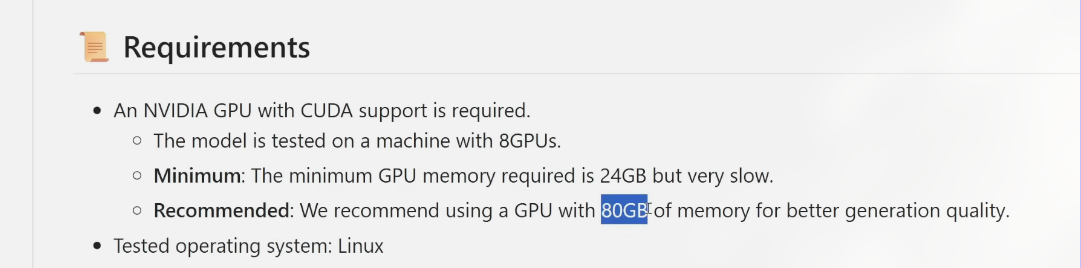 Requirements
An NVIDIA GPU with CUDA support is required.
The model is tested on a machine with 8GPUs.
Minimum: The minimum GPU memory required is 24GB but very slow.
Recommended: We recommend using a GPU with 80GB of memory for better generation quality.
Tested operating system: Linux